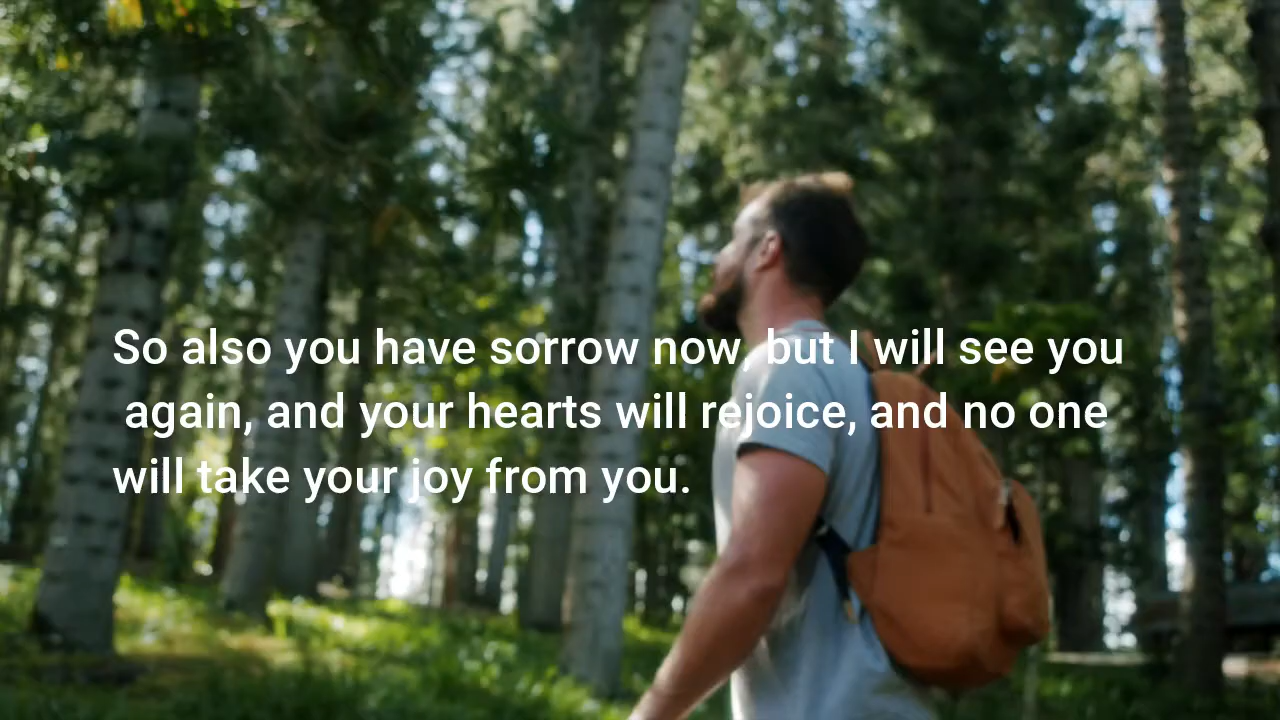 So also you have sorrow now, but I will see you
again, and your hearts will rejoice, and no one
will take your joy from you.